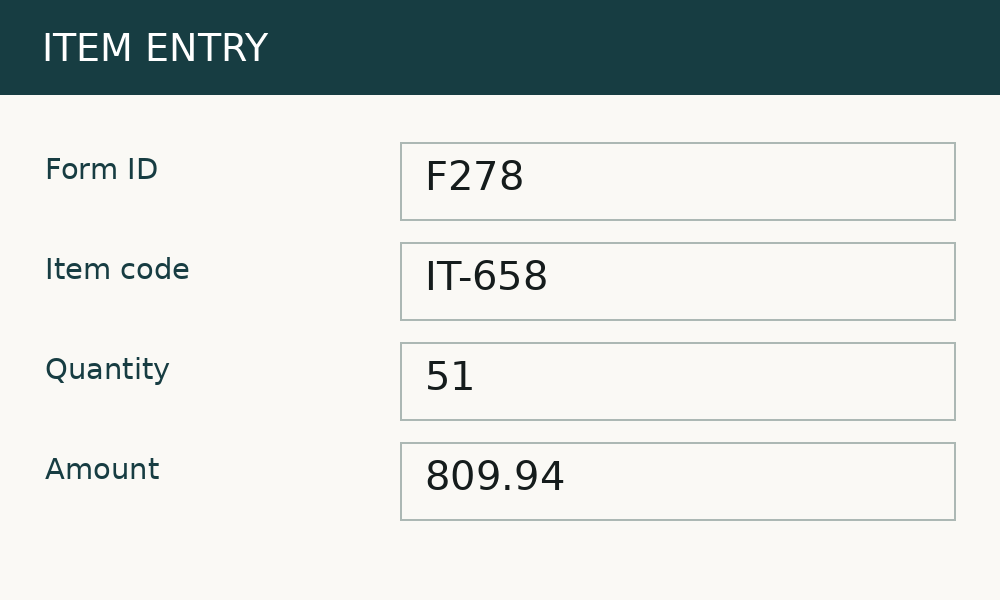 ITEM ENTRY
Form ID F278
Item code IT-658
Quantity 51
Amount 809.94